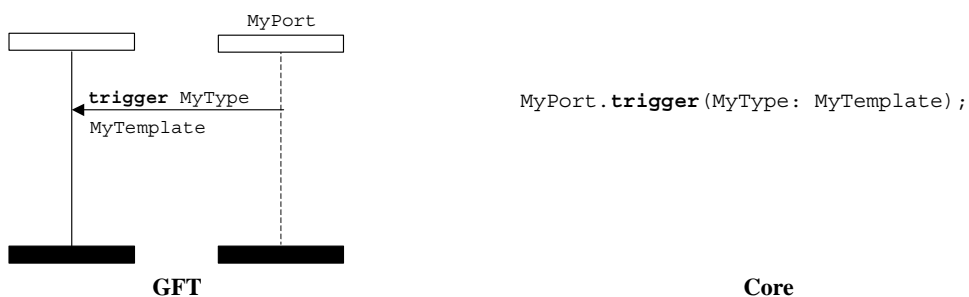 MyPort
trigger MyType
MyTemplate
MyPort.trigger(MyType: MyTemplate);
GFT
Core